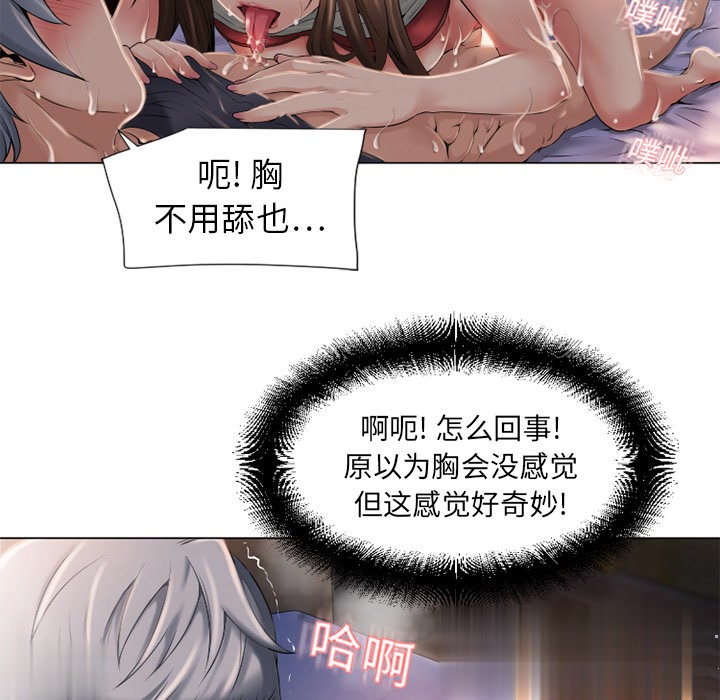 噗呲
噗呲
呃! 胸
不用舔也...
啊呃! 怎么回事!
原以为胸会没感觉
但这感觉好奇妙!
哈啊